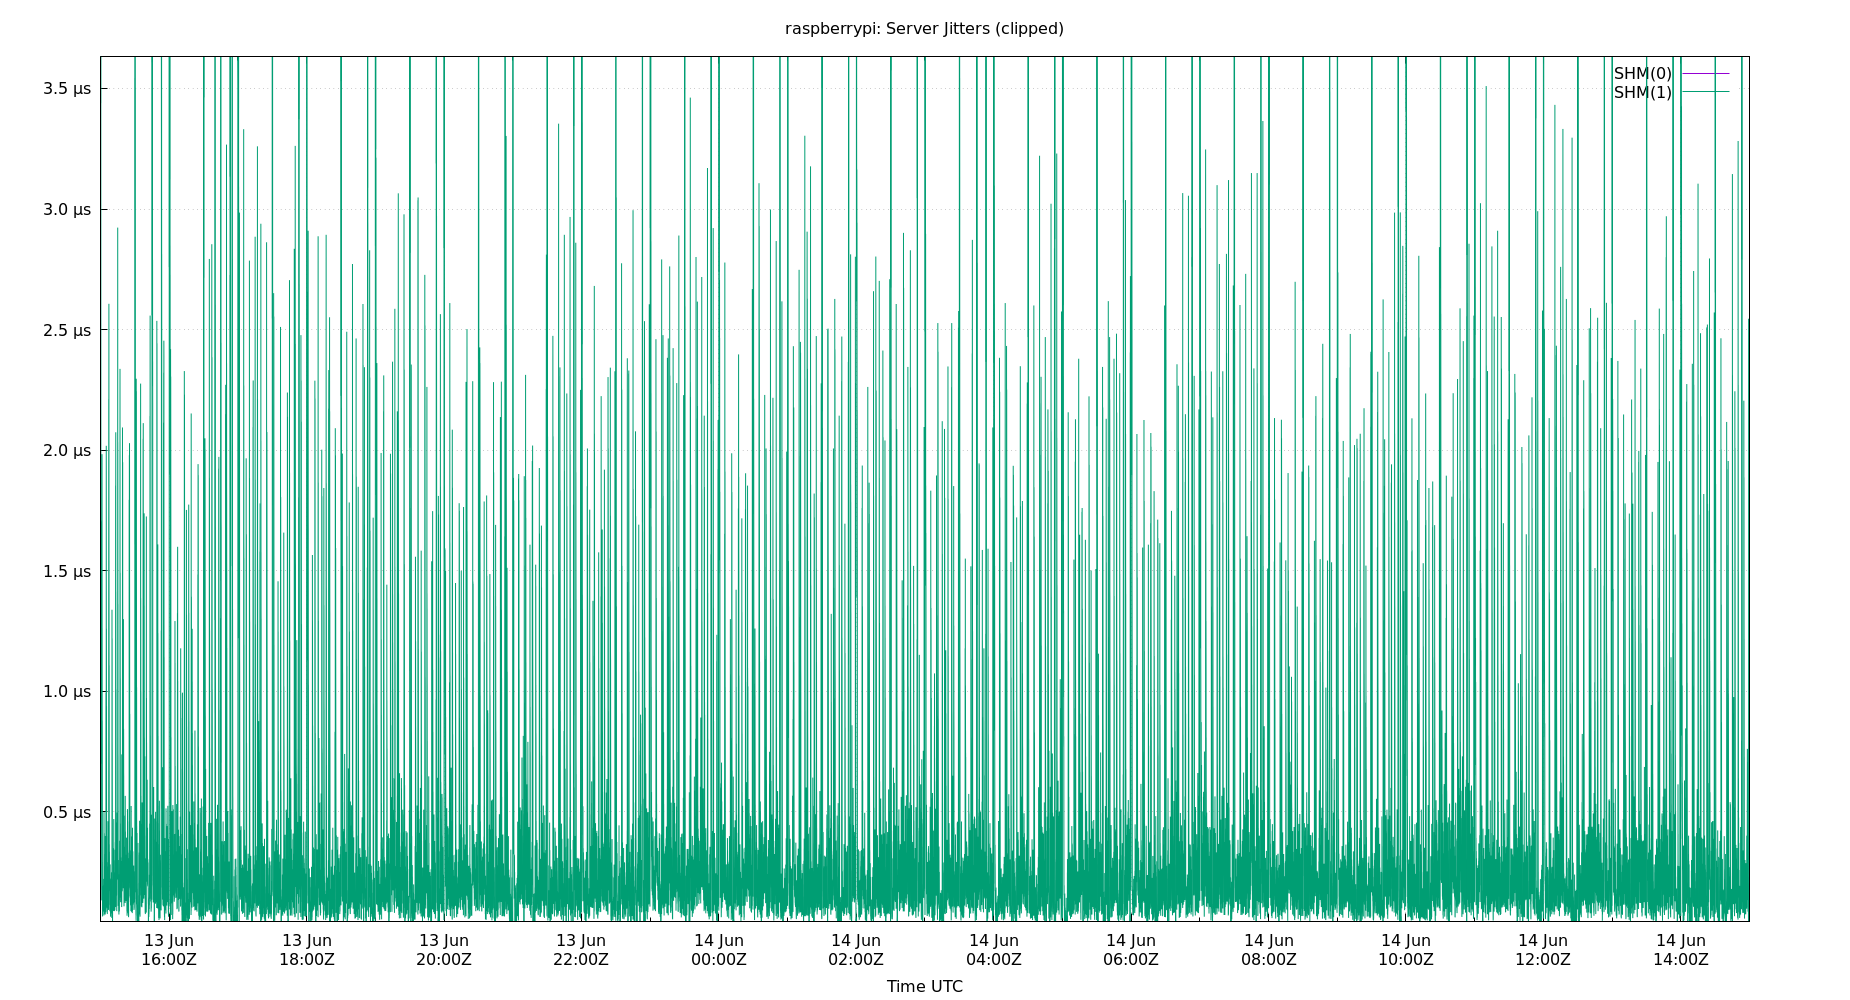 raspberrypi: Server Jitters (clipped)
SHM(0)
SHM(1)
3.5 µs
3.0 µs
2.5 µs
2.0 µs
1.5 µs
1.0 µs
0.5 µs
13 Jun 13 Jun 13 Jun 13 Jun 14 Jun 14 Jun 14 Jun 14 Jun 14 Jun 14 Jun 14 Jun 14 Jun
16:00Z 18:00Z 20:00Z 22:00Z 00:00Z 02:00Z 04:00Z 06:00Z 08:00Z 10:00Z 12:00Z 14:00Z
Time UTC